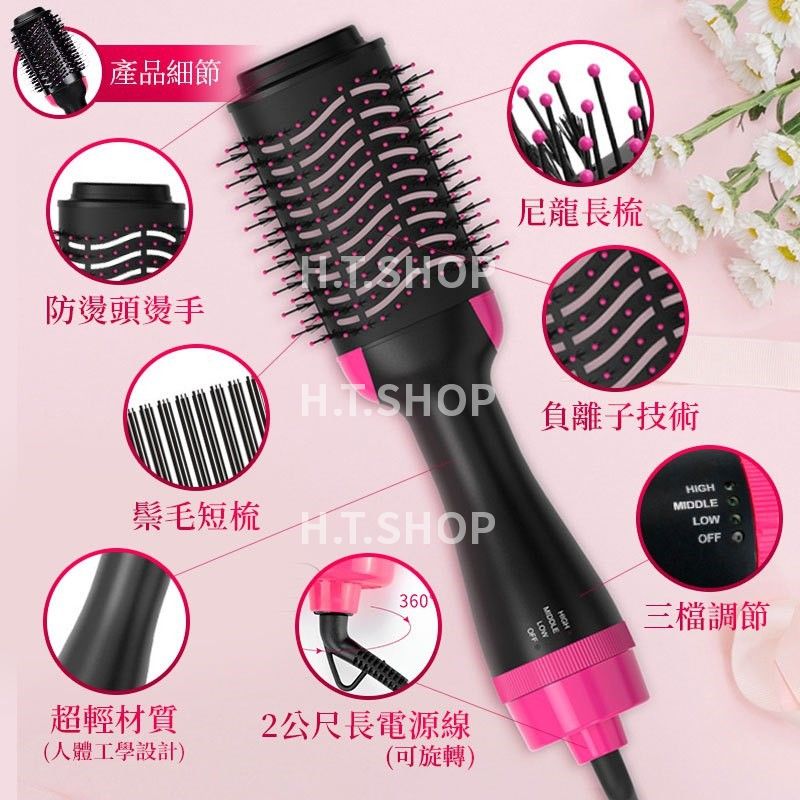 產品細節
尼龍長梳
防燙頭燙手
H.T.SHOP
負離子技術
H.T.SHOP
鬃毛短梳
HIGH
MIDDLE
LOW
OFF
H.T.SHOP
三檔調節
360°
HIGH
MIDDLE
LOW
OFF
超輕材質
(人體工學設計)
2公尺長電源線
(可旋轉)